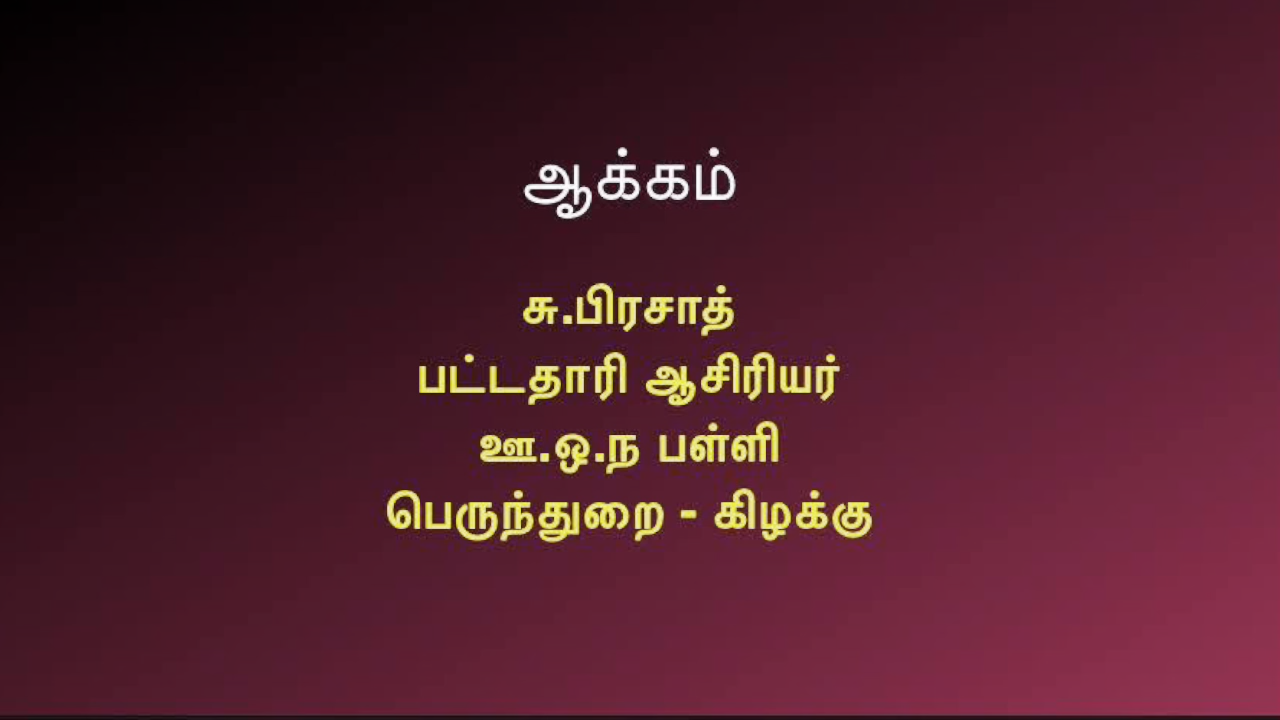 ஆக்கம்
சு.பிரசாத்
பட்டதாரி ஆசிரியர்
ஊ.ஒ.ந பள்ளி
பெருந்துறை - கிழக்கு